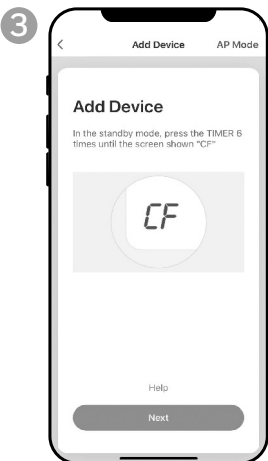 3
Add Device AP Mode
Add Device
In the standby mode, press the TIMER 6
times until the screen shown "CF"
CF
Help
Next